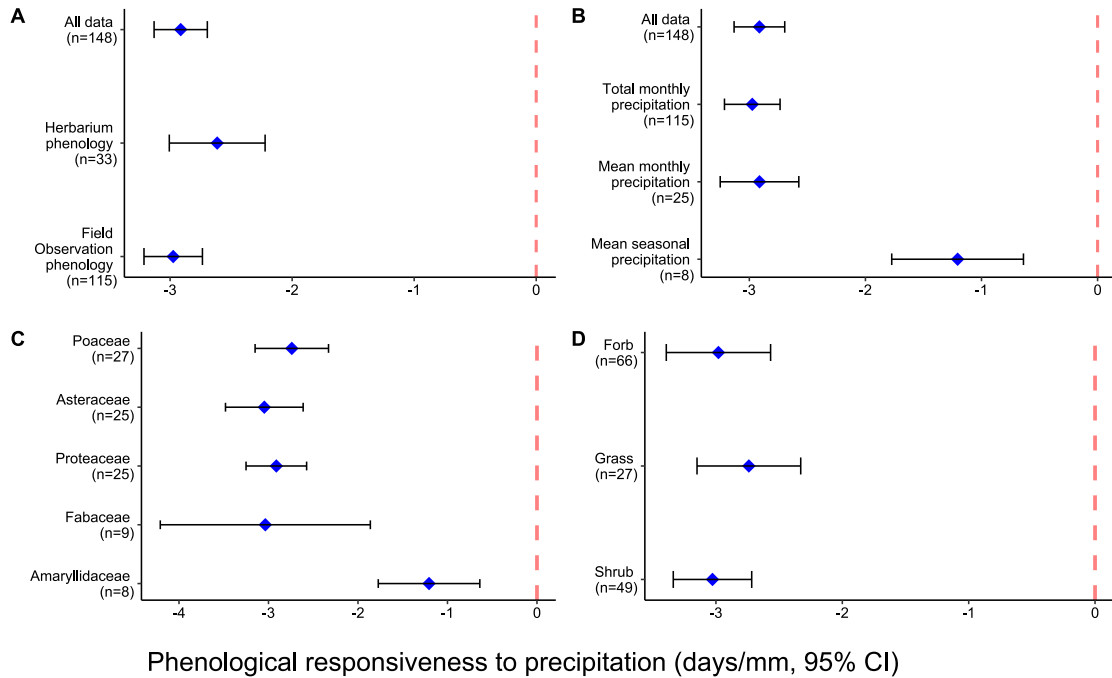 A
All data
(n=148)
Herbarium
phenology
(n=33)
Field
Observation
phenology
(n=115)
-3
-2
-1
0
B
All data
(n=148)
Total monthly
precipitation
(n=115)
Mean monthly
precipitation
(n=25)
Mean seasonal
precipitation
(n=8)
-3
-2
-1
0
C
Poaceae
(n=27)
Asteraceae
(n=25)
Proteaceae
(n=25)
Fabaceae
(n=9)
Amaryllidaceae
(n=8)
-4
-3
-2
-1
0
D
Forb
(n=66)
Grass
(n=27)
Shrub
(n=49)
-3
-2
-1
0
Phenological responsiveness to precipitation (days/mm, 95% CI)